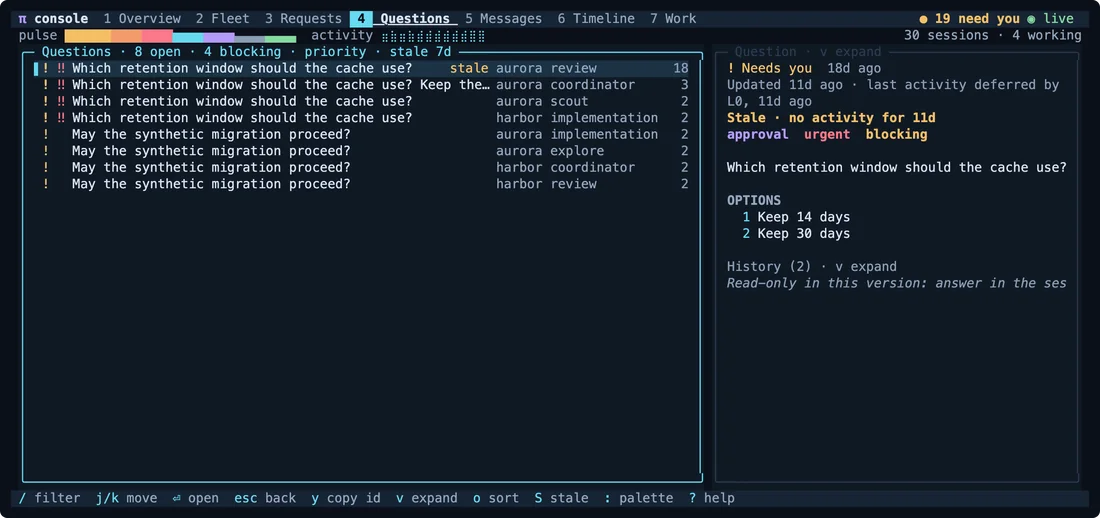 π console 1 Overview 2 Fleet 3 Requests 4 Questions 5 Messages 6 Timeline 7 Work ● 19 need you ◉ live
pulse activity 30 sessions · 4 working
Questions · 8 open · 4 blocking · priority · stale 7d
! !! Which retention window should the cache use? stale aurora review 18
! !! Which retention window should the cache use? Keep the… aurora coordinator 3
! !! Which retention window should the cache use? aurora scout 2
! !! Which retention window should the cache use? harbor implementation 2
! May the synthetic migration proceed? aurora implementation 2
! May the synthetic migration proceed? aurora explore 2
! May the synthetic migration proceed? harbor coordinator 2
! May the synthetic migration proceed? harbor review 2
Question · v expand
! Needs you 18d ago
Updated 11d ago · last activity deferred by
L0, 11d ago
Stale · no activity for 11d
approval urgent blocking
Which retention window should the cache use?
OPTIONS
1 Keep 14 days
2 Keep 30 days
History (2) · v expand
Read-only in this version: answer in the ses
/ filter j/k move ⏎ open esc back y copy id v expand o sort S stale : palette ? help